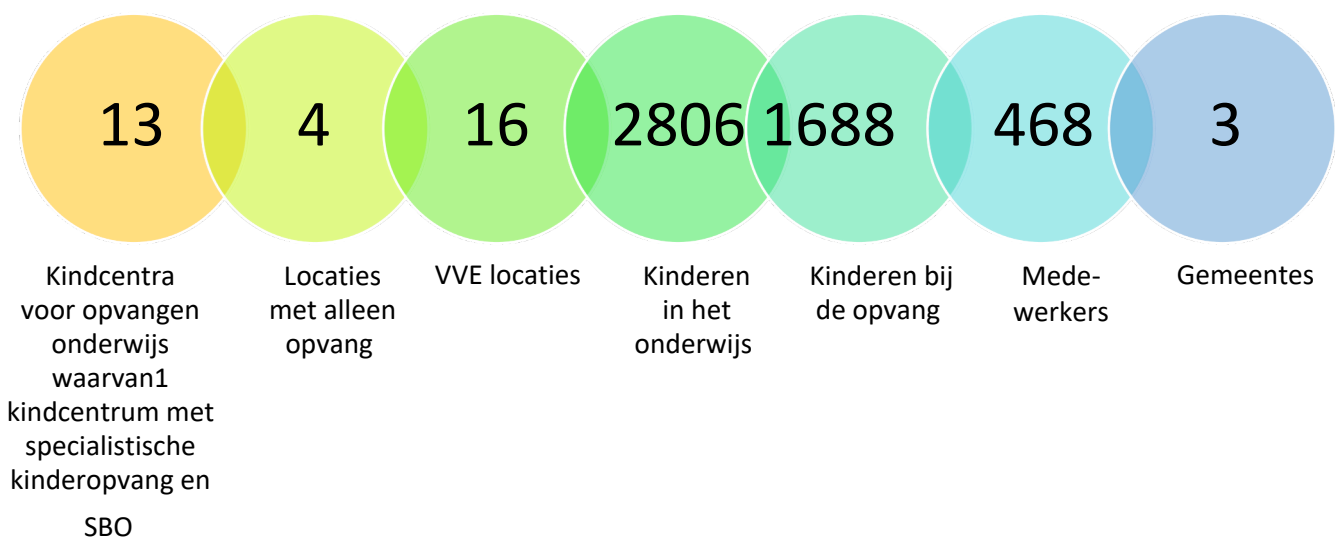 13
4
16
2806
1688
468
3
Kindcentra
voor opvangen
onderwijs
waarvan1
kindcentrum met
specialistische
kinderopvang en
SBO
Locaties
met alleen
opvang
VVE locaties
Kinderen
in het
onderwijs
Kinderen bij
de opvang
Mede-
werkers
Gemeentes